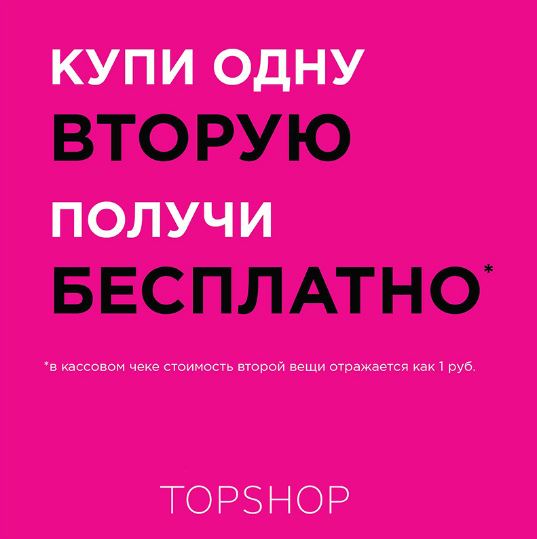 КУПИ ОДНУ
ВТОРУЮ
ПОЛУЧИ
БЕСПЛАТНО*
*в кассовом чеке стоимость второй вещи отражается как 1 руб.
TOPSHOP